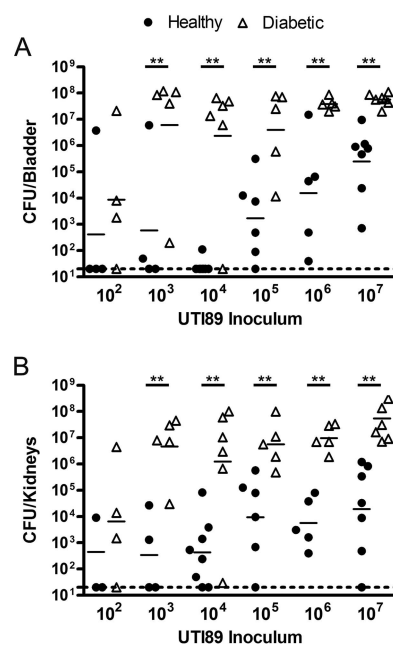 ● Healthy △ Diabetic
A
** ** ** ** **
CFU/Bladder
10⁹
10⁸
10⁷
10⁶
10⁵
10⁴
10³
10²
10¹
10² 10³ 10⁴ 10⁵ 10⁶ 10⁷
UTI89 Inoculum
B
** ** ** ** **
CFU/Kidneys
10⁹
10⁸
10⁷
10⁶
10⁵
10⁴
10³
10²
10¹
10² 10³ 10⁴ 10⁵ 10⁶ 10⁷
UTI89 Inoculum